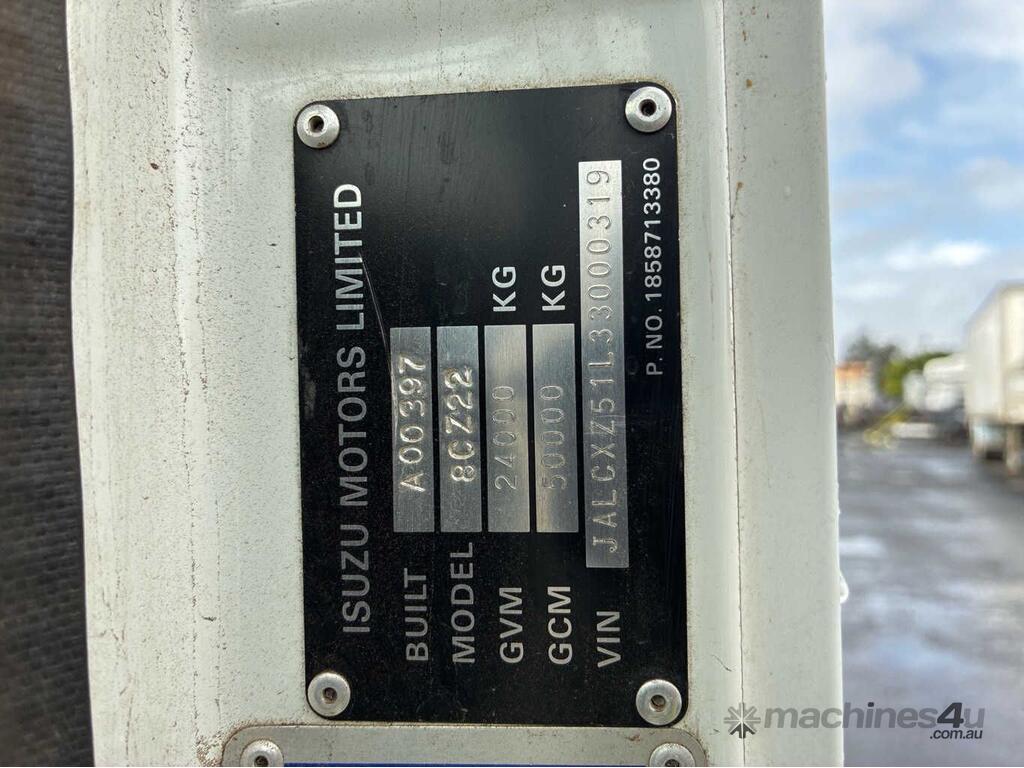 ISUZU MOTORS LIMITED
BUILT A00397
MODEL 8CZ22
GVM 24000 KG
GCM 50000 KG
VIN JALCXZ51L33000319
P. NO. 1858713380
machines4u
.com.au